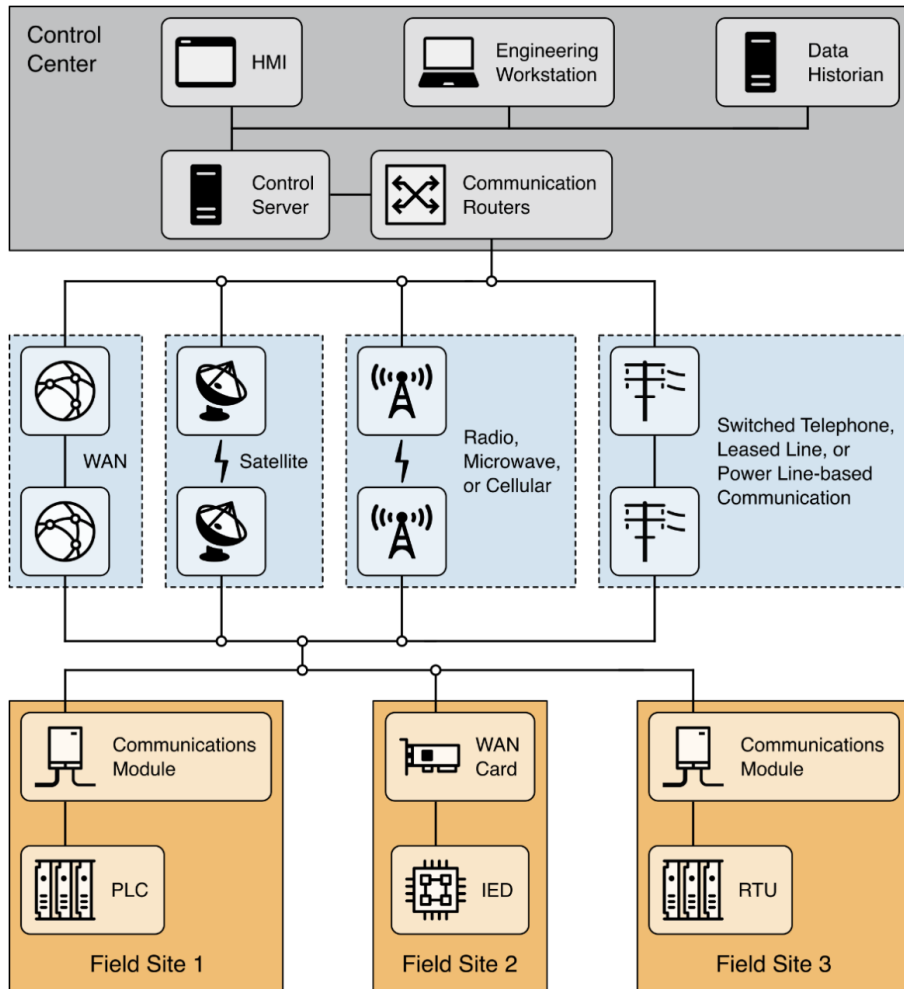 Control
Center
HMI
Engineering
Workstation
Data
Historian
Control
Server
Communication
Routers
WAN
Satellite
Radio,
Microwave,
or Cellular
Switched Telephone,
Leased Line, or
Power Line-based
Communication
Communications
Module
WAN
Card
Communications
Module
PLC
IED
RTU
Field Site 1
Field Site 2
Field Site 3